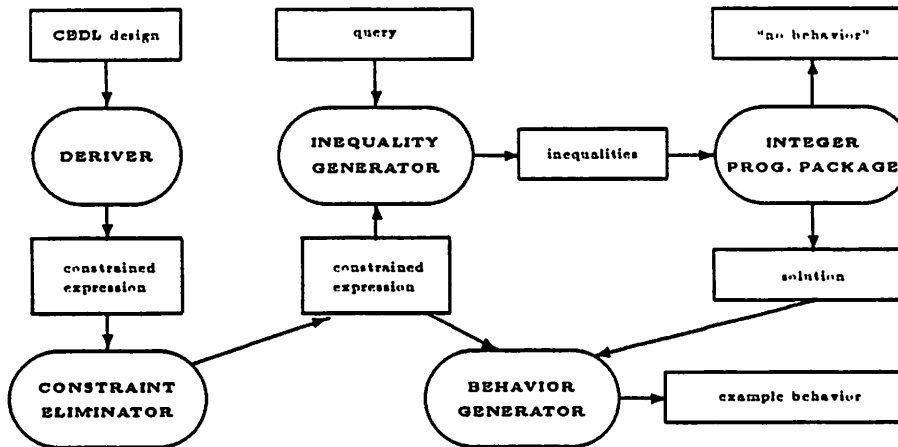 CEDL design
query
"no behavior"
DERIVER
INEQUALITY
GENERATOR
inequalities
INTEGER
PROG. PACKAGE
constrained
expression
constrained
expression
solution
CONSTRAINT
ELIMINATOR
BEHAVIOR
GENERATOR
example behavior